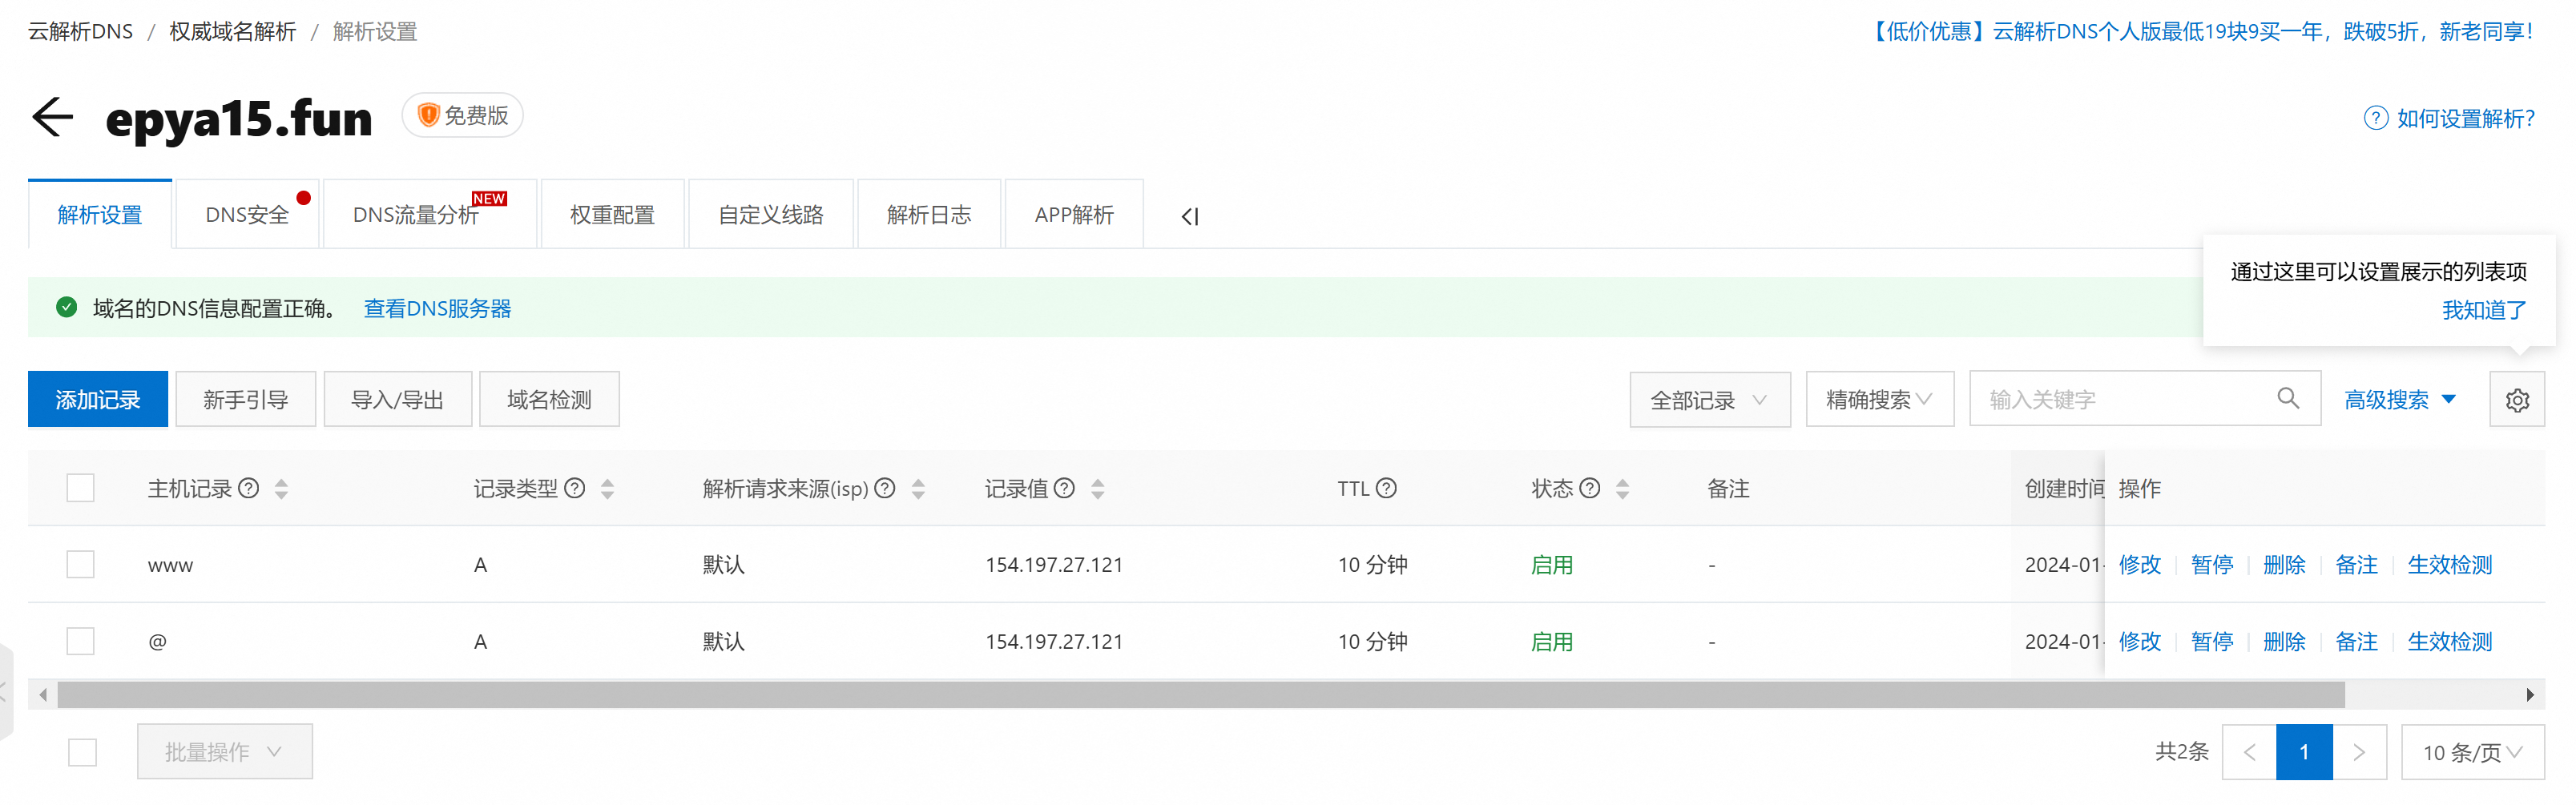 云解析DNS / 权威域名解析 / 解析设置
【低价优惠】云解析DNS个人版最低19块9买一年，跌破5折，新老同享！
epya15.fun 免费版
如何设置解析？
解析设置 DNS安全 DNS流量分析 NEW 权重配置 自定义线路 解析日志 APP解析
通过这里可以设置展示的列表项
我知道了
域名的DNS信息配置正确。 查看DNS服务器
添加记录 新手引导 导入/导出 域名检测 全部记录 精确搜索 输入关键字 高级搜索
主机记录 记录类型 解析请求来源(isp) 记录值 TTL 状态 备注 创建时间 操作
www A 默认 154.197.27.121 10 分钟 启用 - 2024-01- 修改 暂停 删除 备注 生效检测
@ A 默认 154.197.27.121 10 分钟 启用 - 2024-01- 修改 暂停 删除 备注 生效检测
批量操作 共2条 1 10 条/页